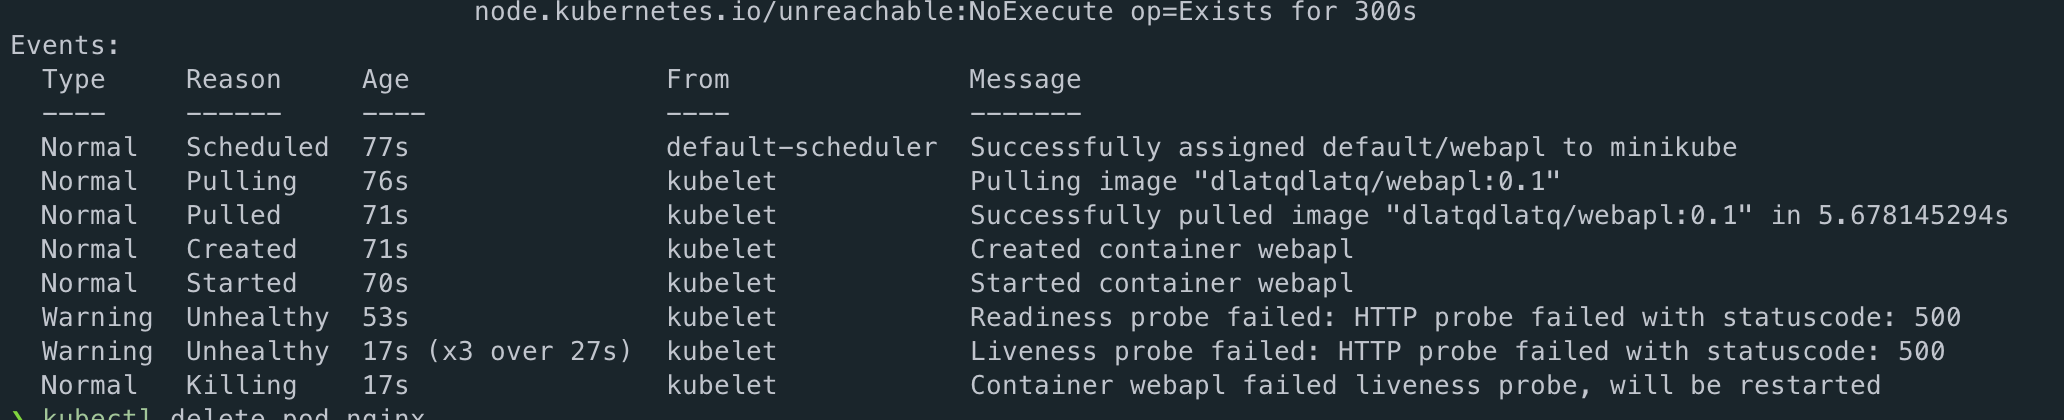 node.kubernetes.io/unreachable:NoExecute op=Exists for 300s
Events:
Type Reason Age From Message
---- ------ ---- ---- -------
Normal Scheduled 77s default-scheduler Successfully assigned default/webapl to minikube
Normal Pulling 76s kubelet Pulling image "dlatqdlatq/webapl:0.1"
Normal Pulled 71s kubelet Successfully pulled image "dlatqdlatq/webapl:0.1" in 5.678145294s
Normal Created 71s kubelet Created container webapl
Normal Started 70s kubelet Started container webapl
Warning Unhealthy 53s kubelet Readiness probe failed: HTTP probe failed with statuscode: 500
Warning Unhealthy 17s (x3 over 27s) kubelet Liveness probe failed: HTTP probe failed with statuscode: 500
Normal Killing 17s kubelet Container webapl failed liveness probe, will be restarted
❯ kubectl delete pod nginx